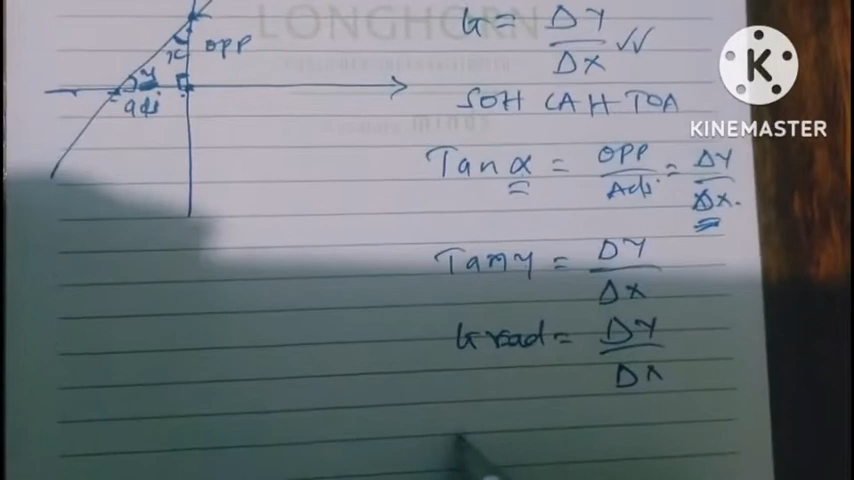 LONGHORN
G = ΔY
ΔX
x
OPP
y
adj
SOH CAH TOA
Tan α = OPP = ΔY
Adj. ΔX.
Tan y = ΔY
ΔX
Grad = ΔY
ΔX
K
KINEMASTER